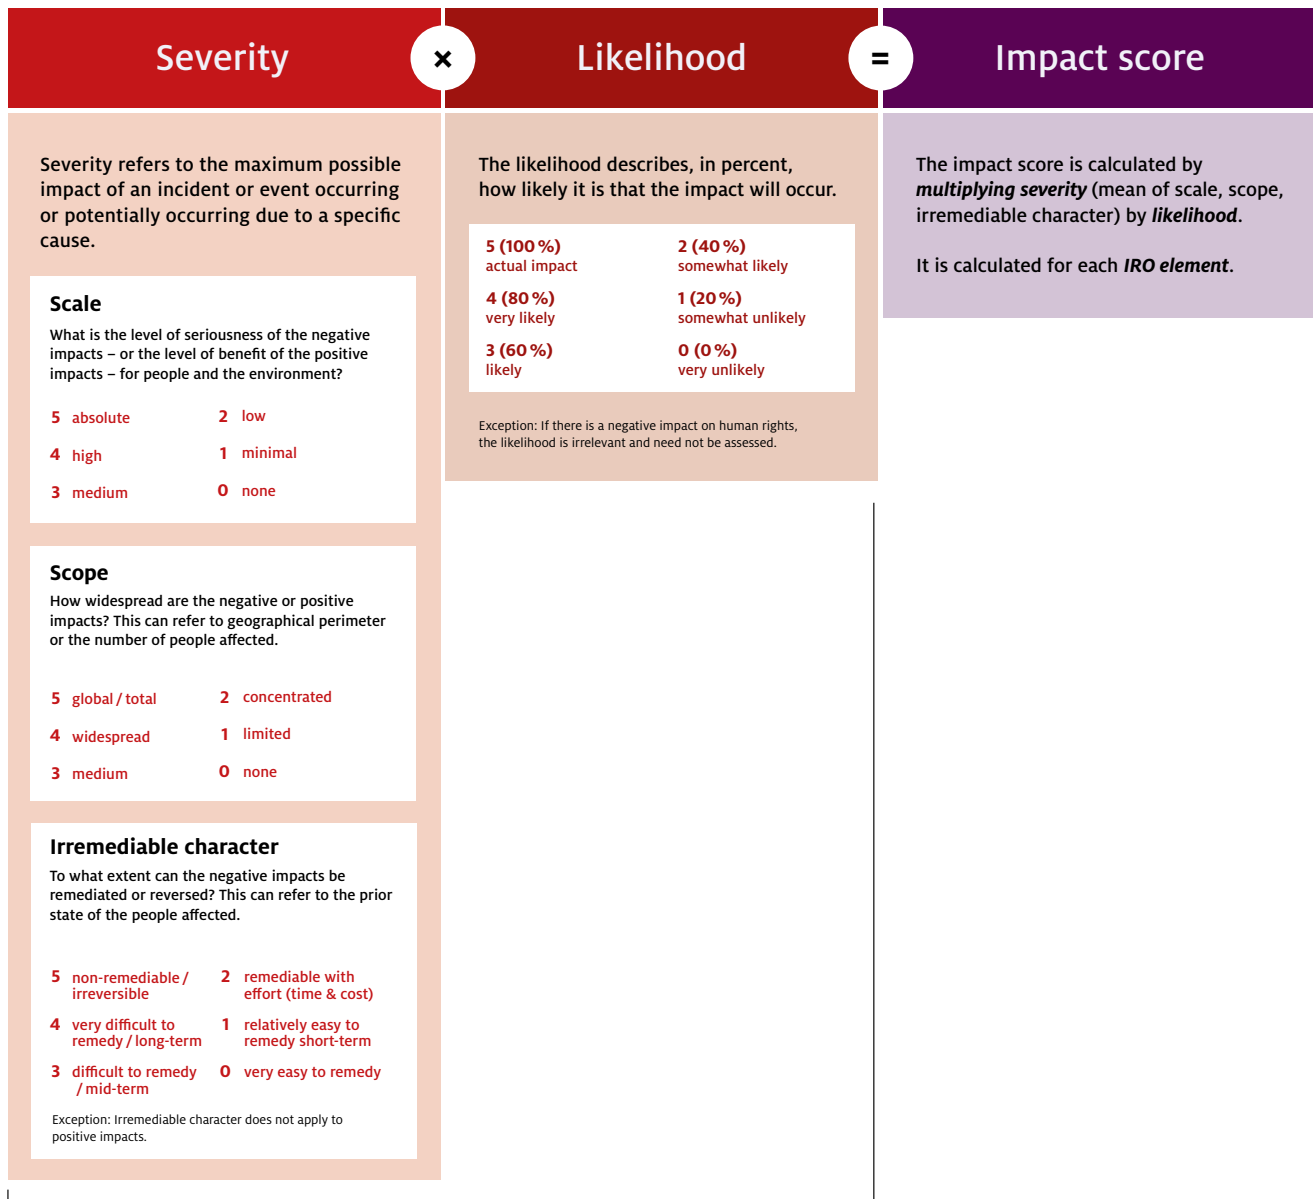 Severity
×
Likelihood
=
Impact score
Severity refers to the maximum possible
impact of an incident or event occurring
or potentially occurring due to a specific
cause.
Scale
What is the level of seriousness of the negative
impacts – or the level of benefit of the positive
impacts – for people and the environment?
5 absolute
4 high
3 medium
2 low
1 minimal
0 none
Scope
How widespread are the negative or positive
impacts? This can refer to geographical perimeter
or the number of people affected.
5 global / total
4 widespread
3 medium
2 concentrated
1 limited
0 none
Irremediable character
To what extent can the negative impacts be
remediated or reversed? This can refer to the prior
state of the people affected.
5 non-remediable /
irreversible
4 very difficult to
remedy / long-term
3 difficult to remedy
/ mid-term
2 remediable with
effort (time & cost)
1 relatively easy to
remedy short-term
0 very easy to remedy
Exception: Irremediable character does not apply to
positive impacts.
The likelihood describes, in percent,
how likely it is that the impact will occur.
5 (100 %)
actual impact
4 (80 %)
very likely
3 (60 %)
likely
2 (40 %)
somewhat likely
1 (20 %)
somewhat unlikely
0 (0 %)
very unlikely
Exception: If there is a negative impact on human rights,
the likelihood is irrelevant and need not be assessed.
The impact score is calculated by
multiplying severity (mean of scale, scope,
irremediable character) by likelihood.
It is calculated for each IRO element.